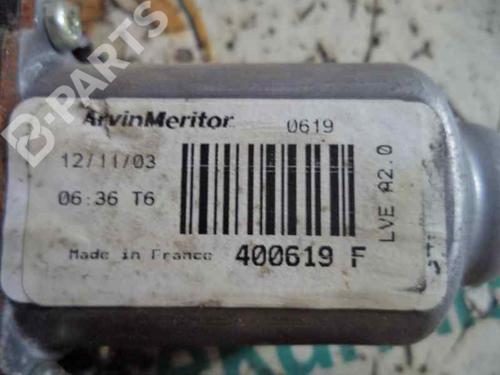 B-PARTS
ArvinMeritor 0619
12/11/03
06:36 T6
LVE A2.0
Made in France 400619 F